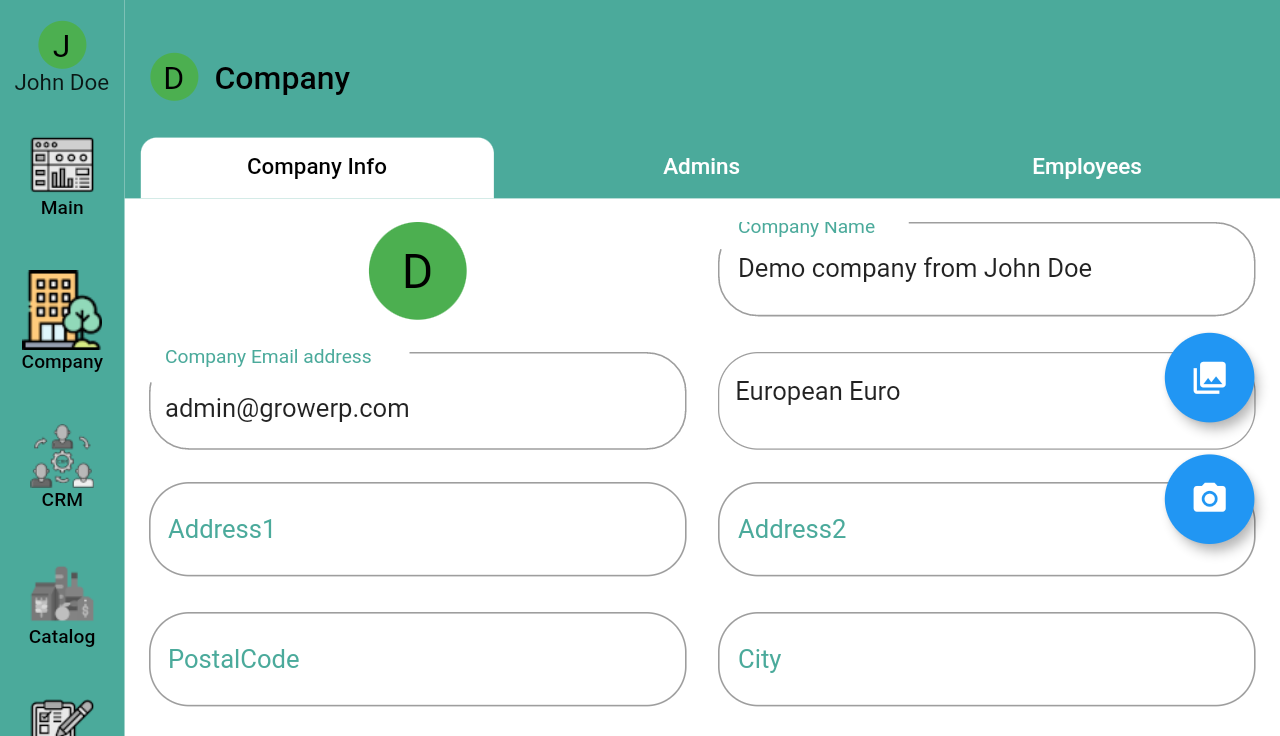 J
John Doe
Main
Company
CRM
Catalog
D Company
Company Info Admins Employees
D
Company Name
Demo company from John Doe
Company Email address
admin@growerp.com
European Euro
Address1
Address2
PostalCode
City